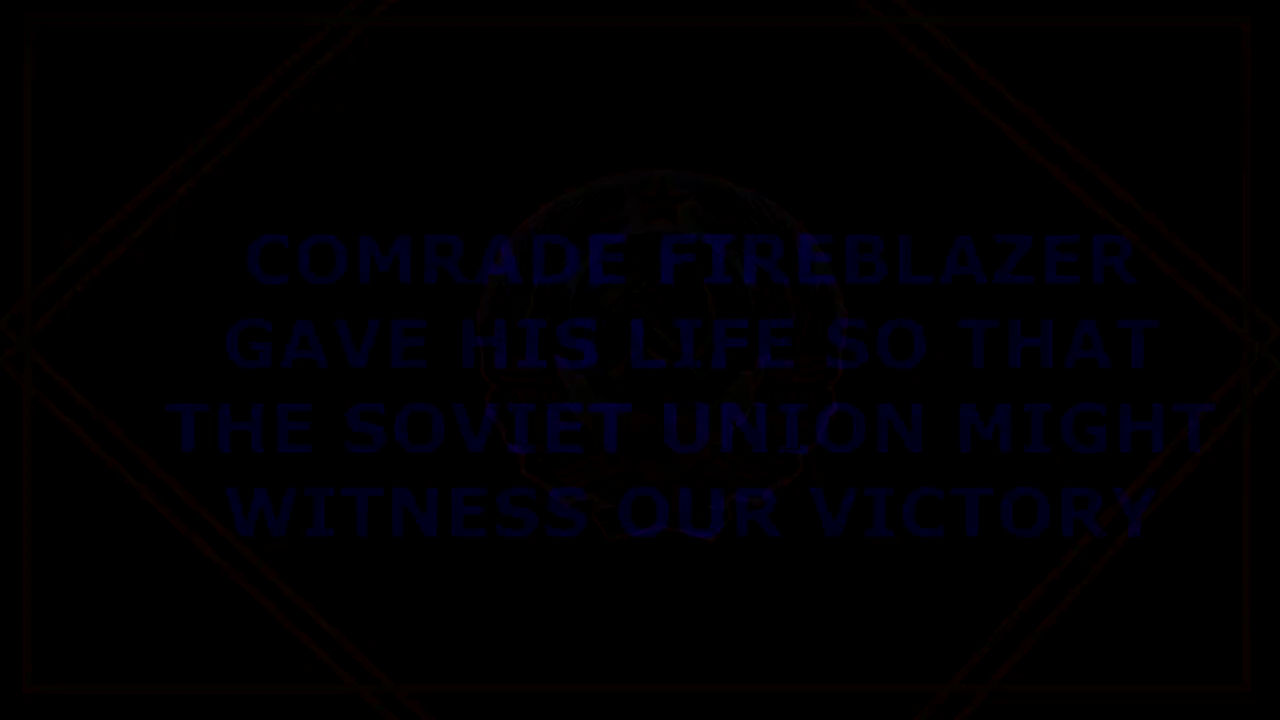 COMRADE FIREBLAZER
GAVE HIS LIFE SO THAT
THE SOVIET UNION MIGHT
WITNESS OUR VICTORY